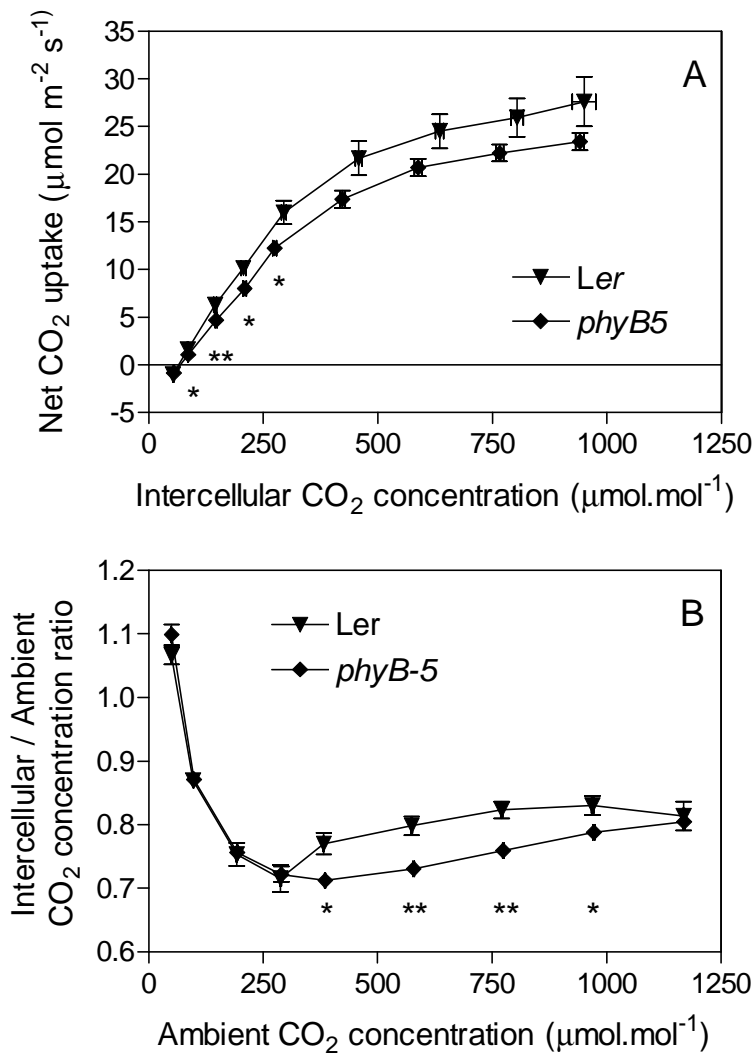 A
35
30
25
20
15
10
5
0
-5
Net CO₂ uptake (μmol m⁻² s⁻¹)
Ler
phyB5
*
**
*
*
0 250 500 750 1000 1250
Intercellular CO₂ concentration (μmol.mol⁻¹)
B
1.2
1.1
1.0
0.9
0.8
0.7
0.6
Intercellular / Ambient
CO₂ concentration ratio
Ler
phyB-5
* ** ** *
0 250 500 750 1000 1250
Ambient CO₂ concentration (μmol.mol⁻¹)